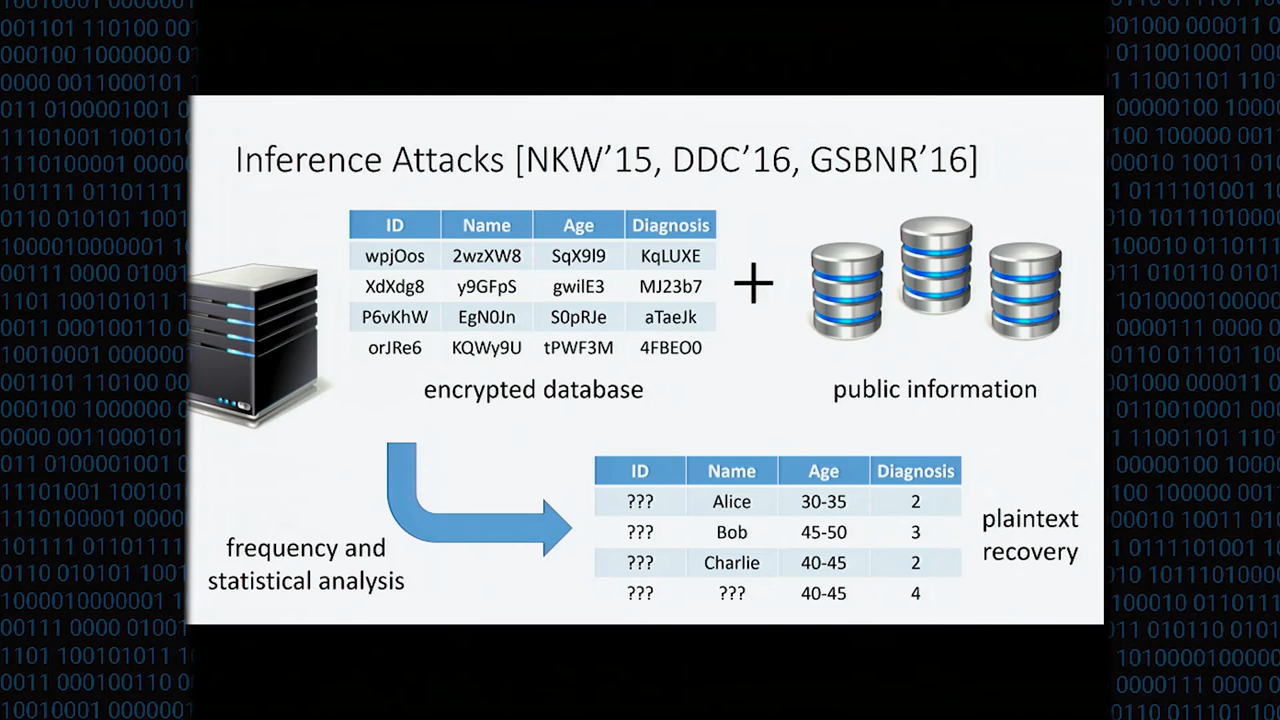 Inference Attacks [NKW’15, DDC’16, GSBNR’16]
ID Name Age Diagnosis
wpjOos 2wzXW8 SqX9l9 KqLUXE
XdXdg8 y9GFpS gwilE3 MJ23b7
P6vKhW EgN0Jn S0pRJe aTaeJk
orJRe6 KQWy9U tPWF3M 4FBEO0
encrypted database
+
public information
frequency and
statistical analysis
ID Name Age Diagnosis
??? Alice 30-35 2
??? Bob 45-50 3
??? Charlie 40-45 2
??? ??? 40-45 4
plaintext
recovery